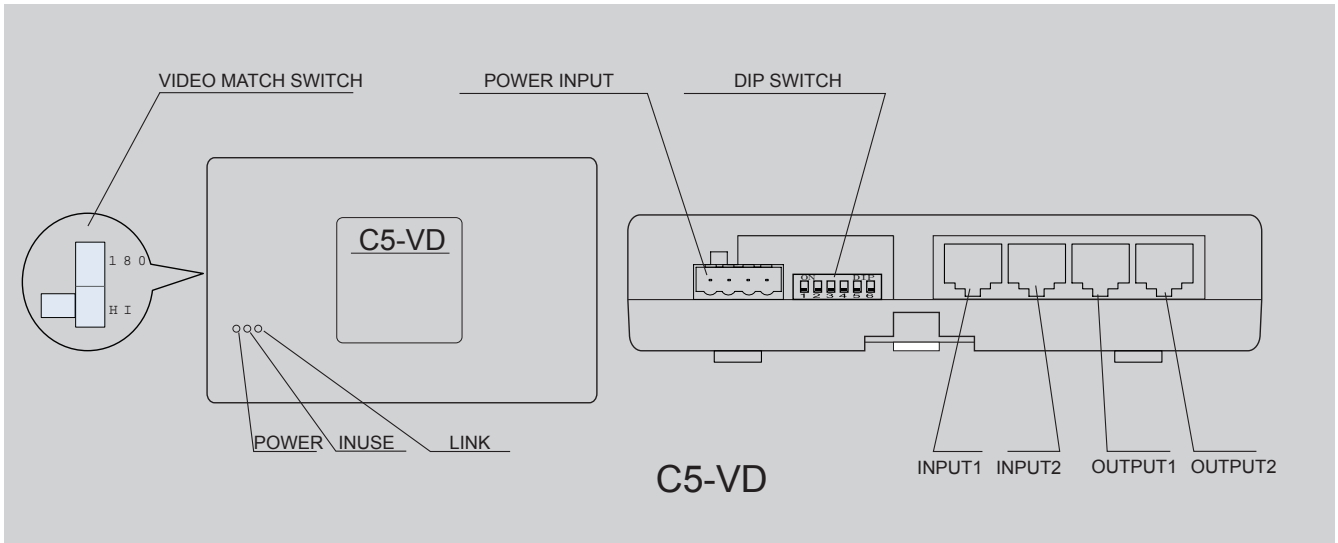 VIDEO MATCH SWITCH
POWER INPUT
DIP SWITCH
C5-VD
180
HI
ON DIP
1 2 3 4 5 6
POWER
INUSE
LINK
INPUT1
INPUT2
OUTPUT1
OUTPUT2
C5-VD